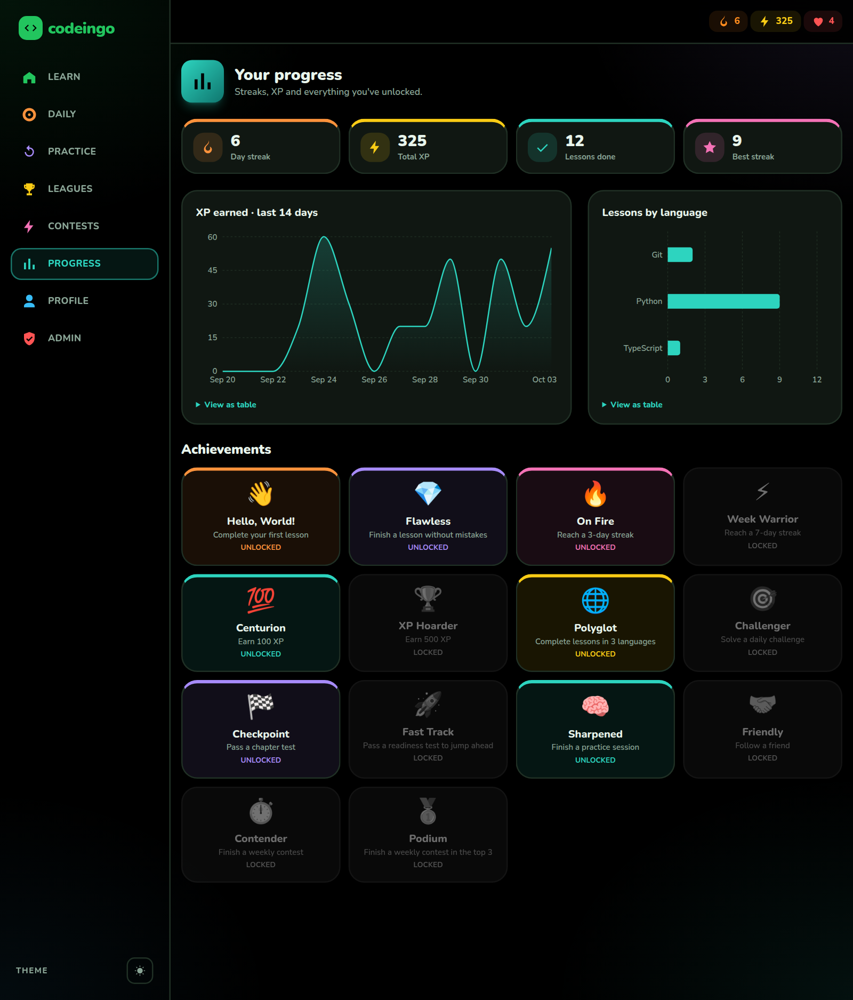 codeingo
6
325
4
LEARN
DAILY
PRACTICE
LEAGUES
CONTESTS
PROGRESS
PROFILE
ADMIN
THEME
Your progress
Streaks, XP and everything you've unlocked.
6
Day streak
325
Total XP
12
Lessons done
9
Best streak
XP earned · last 14 days
60
45
30
15
0
Sep 20 Sep 22 Sep 24 Sep 26 Sep 28 Sep 30 Oct 03
View as table
Lessons by language
Git
Python
TypeScript
0 3 6 9 12
View as table
Achievements
Hello, World!
Complete your first lesson
UNLOCKED
Flawless
Finish a lesson without mistakes
UNLOCKED
On Fire
Reach a 3-day streak
UNLOCKED
Week Warrior
Reach a 7-day streak
LOCKED
100
Centurion
Earn 100 XP
UNLOCKED
XP Hoarder
Earn 500 XP
LOCKED
Polyglot
Complete lessons in 3 languages
UNLOCKED
Challenger
Solve a daily challenge
LOCKED
Checkpoint
Pass a chapter test
UNLOCKED
Fast Track
Pass a readiness test to jump ahead
LOCKED
Sharpened
Finish a practice session
UNLOCKED
Friendly
Follow a friend
LOCKED
Contender
Finish a weekly contest
LOCKED
1
Podium
Finish a weekly contest in the top 3
LOCKED